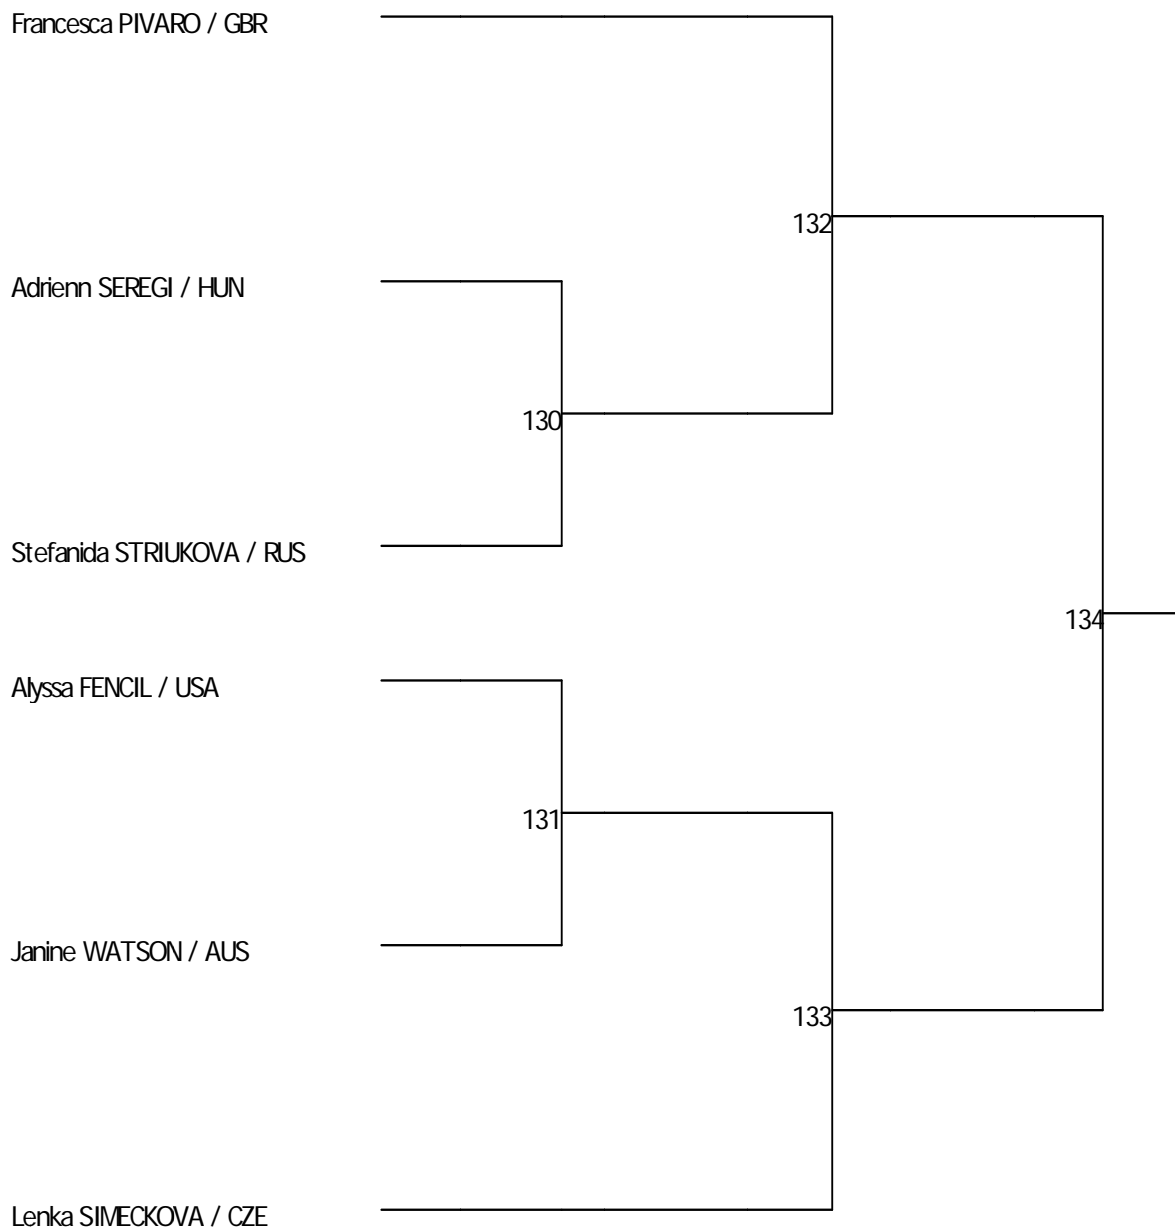 Francesca PIVARO / GBR
132
Adrienn SEREGI / HUN
130
Stefanida STRIUKOVA / RUS
134
Alyssa FENCIL / USA
131
Janine WATSON / AUS
133
Lenka SIMECKOVA / CZE